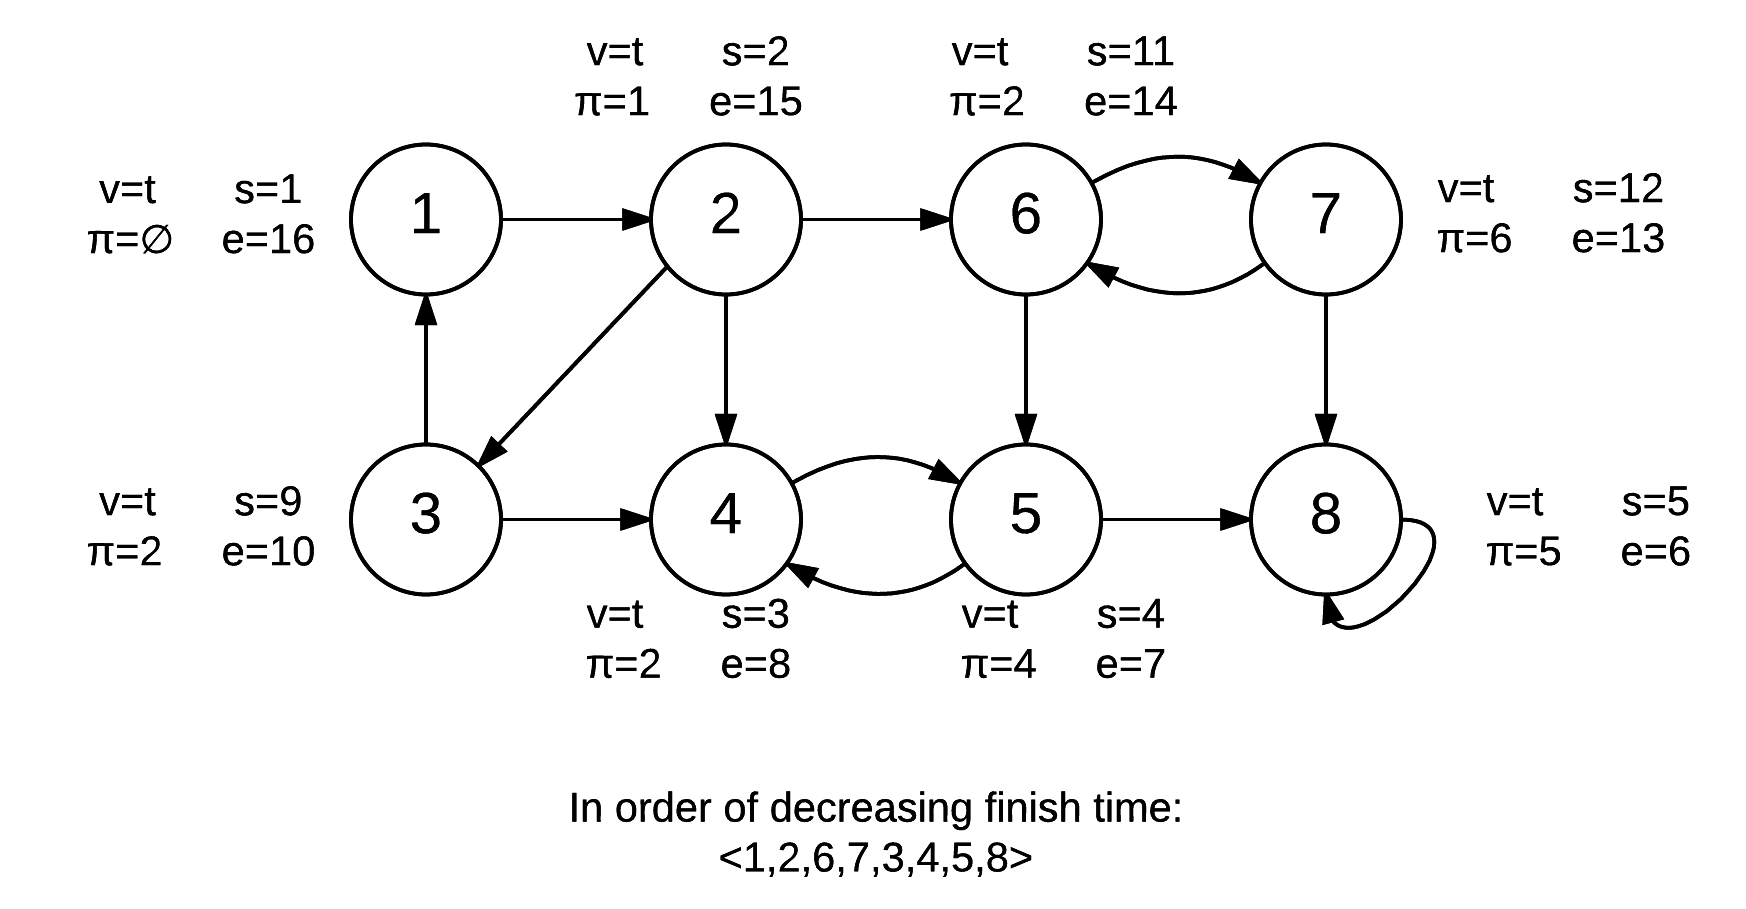 v=t s=2
π=1 e=15
v=t s=11
π=2 e=14
v=t s=1
π=∅ e=16
1
2
6
7
v=t s=12
π=6 e=13
v=t s=9
π=2 e=10
3
4
5
8
v=t s=5
π=5 e=6
v=t s=3
π=2 e=8
v=t s=4
π=4 e=7
In order of decreasing finish time:
<1,2,6,7,3,4,5,8>